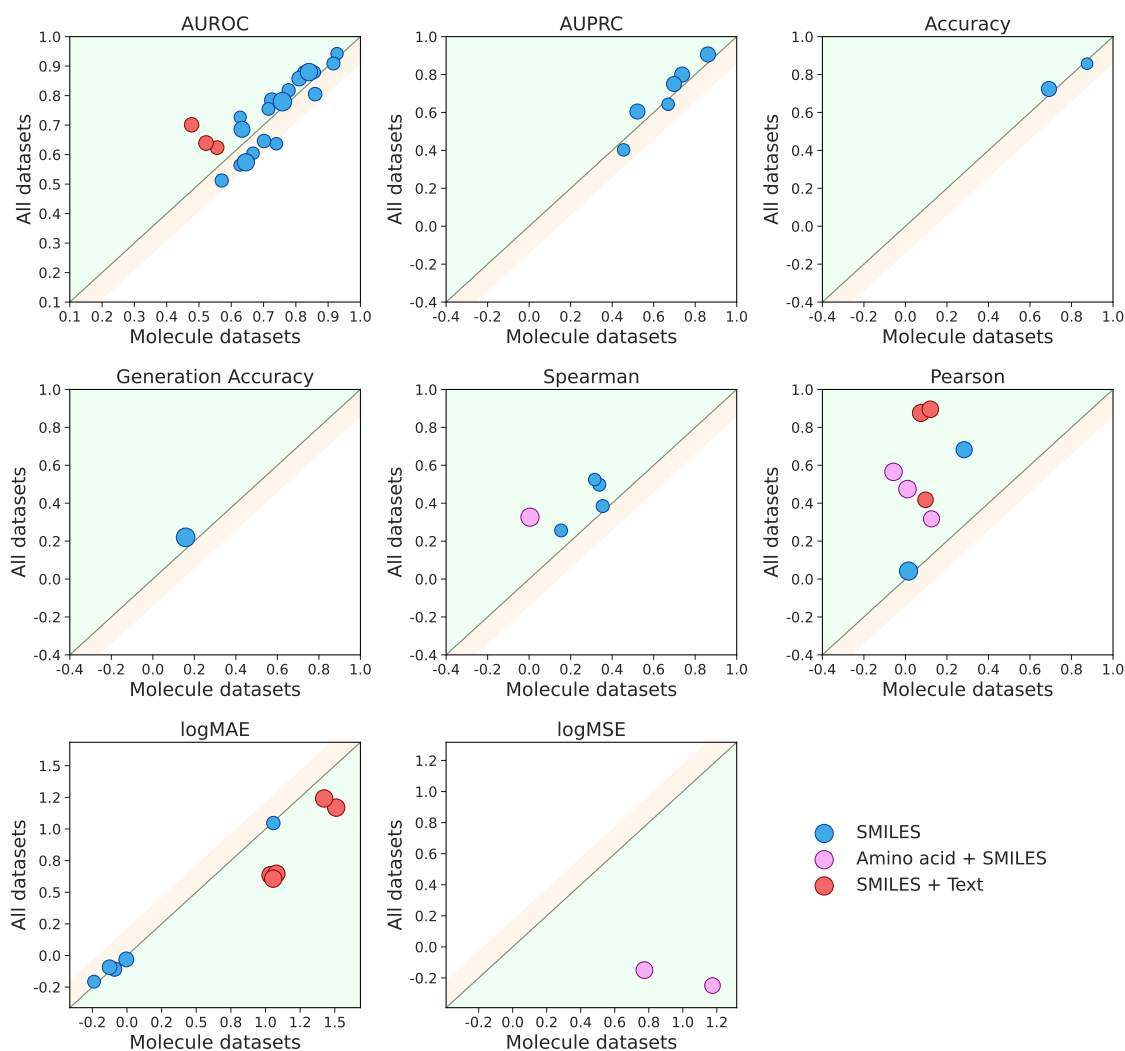 AUROC
All datasets
1.0
0.9
0.8
0.7
0.6
0.5
0.4
0.3
0.2
0.1
0.1 0.2 0.3 0.4 0.5 0.6 0.7 0.8 0.9 1.0
Molecule datasets
AUPRC
All datasets
1.0
0.8
0.6
0.4
0.2
0.0
-0.2
-0.4
-0.4 -0.2 0.0 0.2 0.4 0.6 0.8 1.0
Molecule datasets
Accuracy
All datasets
1.0
0.8
0.6
0.4
0.2
0.0
-0.2
-0.4
-0.4 -0.2 0.0 0.2 0.4 0.6 0.8 1.0
Molecule datasets
Generation Accuracy
All datasets
1.0
0.8
0.6
0.4
0.2
0.0
-0.2
-0.4
-0.4 -0.2 0.0 0.2 0.4 0.6 0.8 1.0
Molecule datasets
Spearman
All datasets
1.0
0.8
0.6
0.4
0.2
0.0
-0.2
-0.4
-0.4 -0.2 0.0 0.2 0.4 0.6 0.8 1.0
Molecule datasets
Pearson
All datasets
1.0
0.8
0.6
0.4
0.2
0.0
-0.2
-0.4
-0.4 -0.2 0.0 0.2 0.4 0.6 0.8 1.0
Molecule datasets
logMAE
All datasets
1.5
1.2
1.0
0.8
0.5
0.2
0.0
-0.2
-0.2 0.0 0.2 0.5 0.8 1.0 1.2 1.5
Molecule datasets
logMSE
All datasets
1.2
1.0
0.8
0.6
0.4
0.2
0.0
-0.2
-0.2 0.0 0.2 0.4 0.6 0.8 1.0 1.2
Molecule datasets
SMILES
Amino acid + SMILES
SMILES + Text